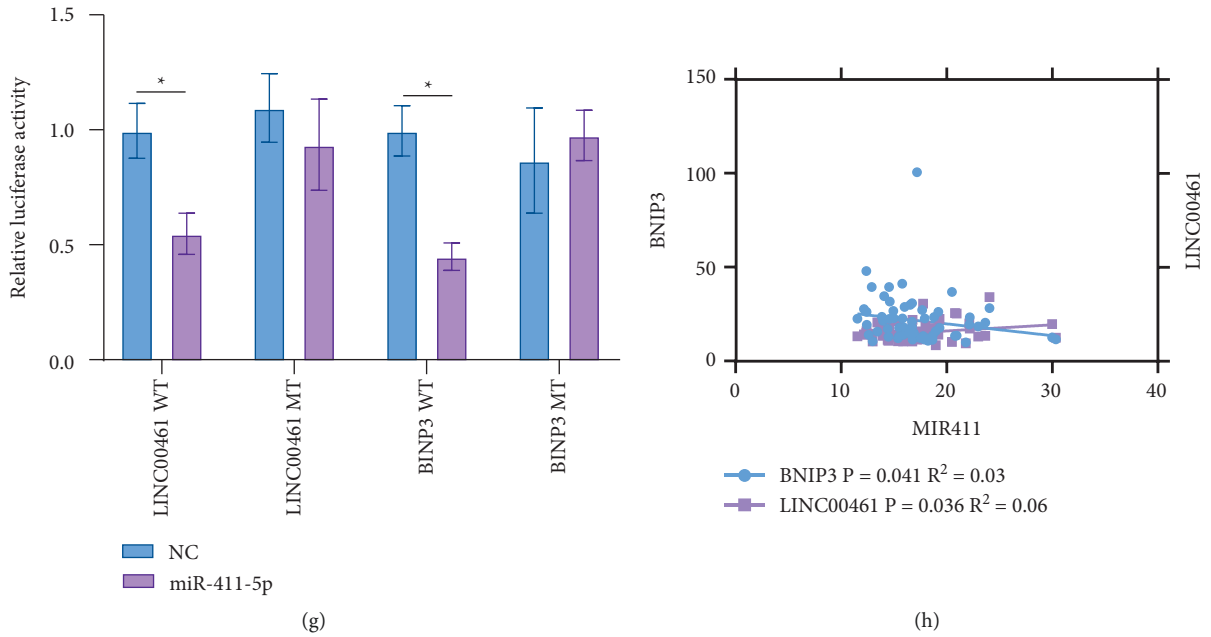 Relative luciferase activity
1.5
1.0
0.5
0.0
*
*
LINC00461 WT
LINC00461 MT
BINP3 WT
BINP3 MT
NC
miR-411-5p
(g)
BNIP3
150
100
50
0
0
10
20
30
40
MIR411
LINC00461
BNIP3 P = 0.041 R² = 0.03
LINC00461 P = 0.036 R² = 0.06
(h)